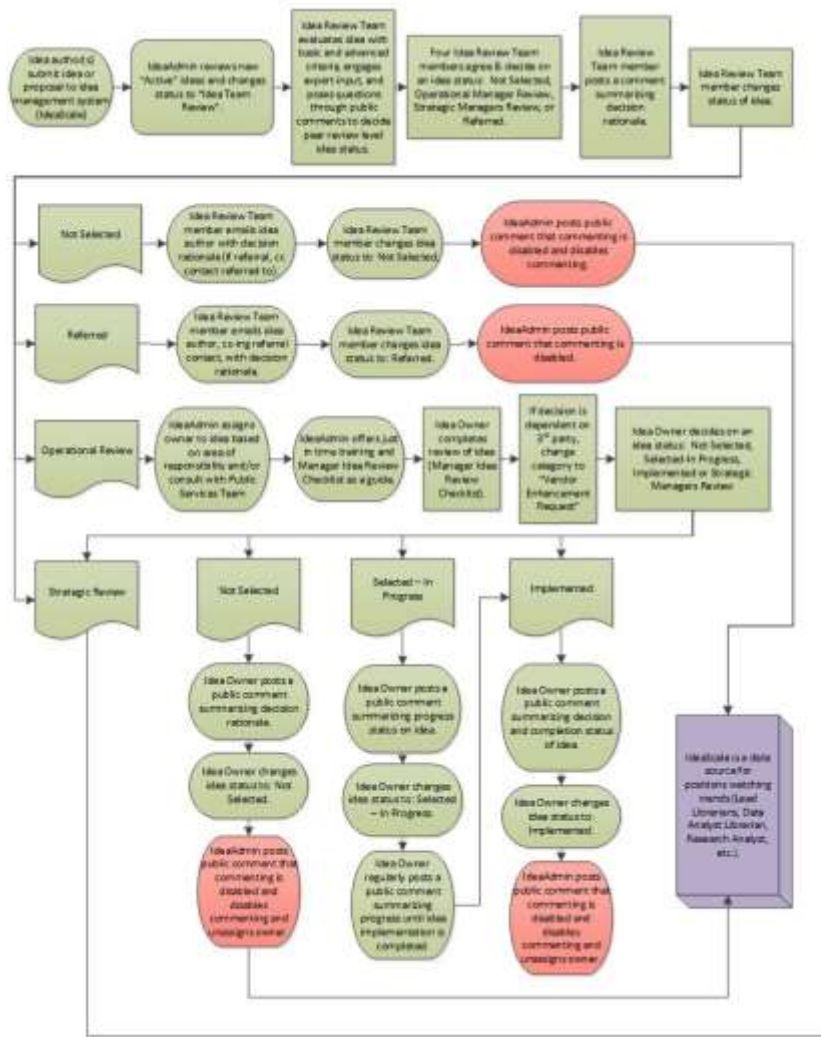 Idea author(s)
submit idea or
proposal to idea
management system
(IdeaScale)
IdeaAdmin reviews new
"Active" ideas and changes
status to "Idea Team
Review"
Idea Review Team
evaluates idea with
basic and advanced
criteria, engages
expert input, and
poses questions
through public
comments to decide
peer review level
idea status.
Four Idea Review Team
members agree & decide on
an idea status: Not Selected,
Operational Manager Review,
Strategic Managers Review, or
Referred.
Idea Review
Team member
posts a comment
summarizing
decision
rationale.
Idea Review Team
member changes
status of idea.
Not Selected
Idea Review Team
member emails idea
author with decision
rationale (if referral, cc
contact referred to).
Idea Review Team
member changes idea
status to: Not Selected,
IdeaAdmin posts public
comment that commenting is
disabled and disables
commenting.
Referred
Idea Review Team
member emails idea
author, cc-ing referral
contact, with decision
rationale.
Idea Review Team
member changes idea
status to: Referred.
IdeaAdmin posts public
comment that commenting is
disabled.
Operational Review
IdeaAdmin assigns
owner to idea based
on area of
responsibility and/or
consult with Public
Services Team
IdeaAdmin offers just
in time training and
Manager Idea Review
Checklist as a guide.
Idea Owner
completes
review of idea
(Manager Idea
Review
Checklist).
If decision is
dependent on
3rd party,
change
category to
"Vendor
Enhancement
Request"
Idea Owner decides on an
idea status: Not Selected,
Selected-In Progress,
Implemented or Strategic
Managers Review
Strategic Review
Not Selected
Selected – In
Progress
Implemented
Idea Owner posts a
public comment
summarizing decision
rationale.
Idea Owner posts a
public comment
summarizing progress
status on idea.
Idea Owner posts a
public comment
summarizing decision
and completion status
of idea.
Idea Owner changes
idea status to: Not
Selected.
Idea Owner changes
idea status to: Selected
– In Progress.
Idea Owner changes
idea status to:
Implemented.
IdeaAdmin posts
public comment that
commenting is
disabled and
disables
commenting and
unassigns owner.
Idea Owner
regularly posts a
public comment
summarizing
progress until idea
implementation is
completed.
IdeaAdmin posts
public comment that
commenting is
disabled and
disables
commenting and
unassigns owner.
IdeaScale is a data
source for
positions watching
trends (Lead
Librarians, Data
Analyst Librarian,
Research Analyst,
etc.).